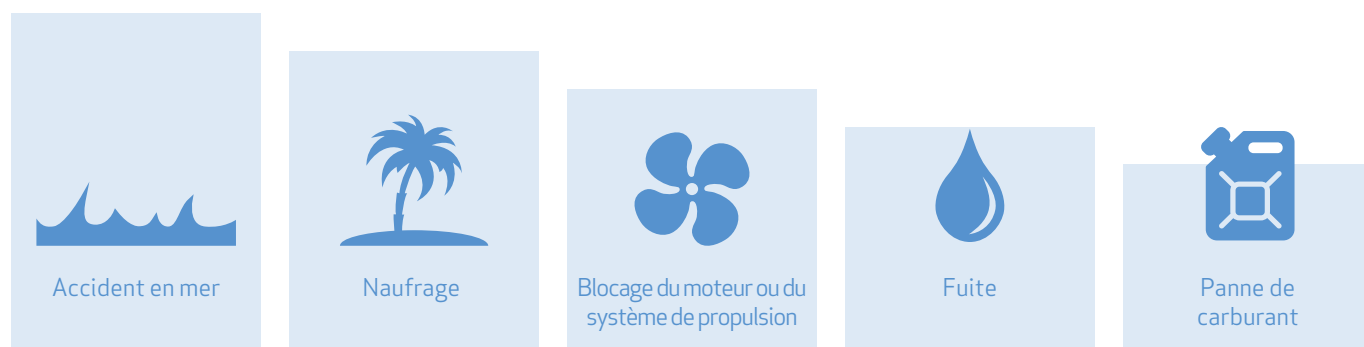 Accident en mer
Naufrage
Blocage du moteur ou du
système de propulsion
Fuite
Panne de
carburant